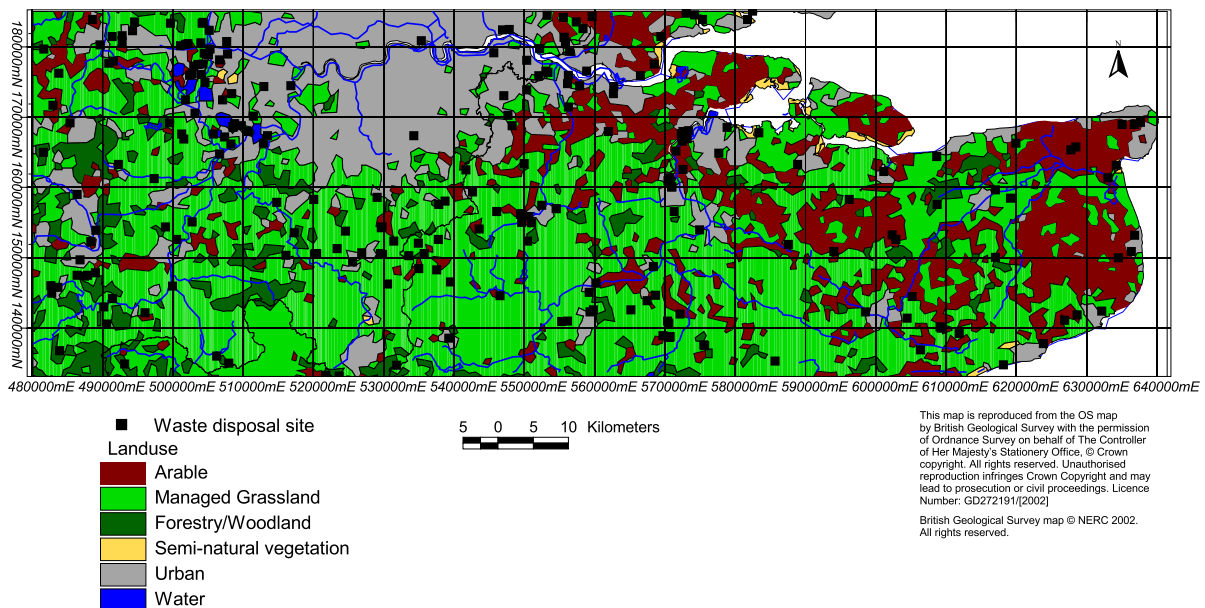 N
180000mN
170000mN
160000mN
150000mN
140000mN
480000mE 490000mE 500000mE 510000mE 520000mE 530000mE 540000mE 550000mE 560000mE 570000mE 580000mE 590000mE 600000mE 610000mE 620000mE 630000mE 640000mE
Waste disposal site
Landuse
Arable
Managed Grassland
Forestry/Woodland
Semi-natural vegetation
Urban
Water
5 0 5 10 Kilometers
This map is reproduced from the OS map
by British Geological Survey with the permission
of Ordnance Survey on behalf of The Controller
of Her Majesty's Stationery Office, © Crown
copyright. All rights reserved. Unauthorised
reproduction infringes Crown Copyright and may
lead to prosecution or civil proceedings. Licence
Number: GD272191/[2002]
British Geological Survey map © NERC 2002.
All rights reserved.